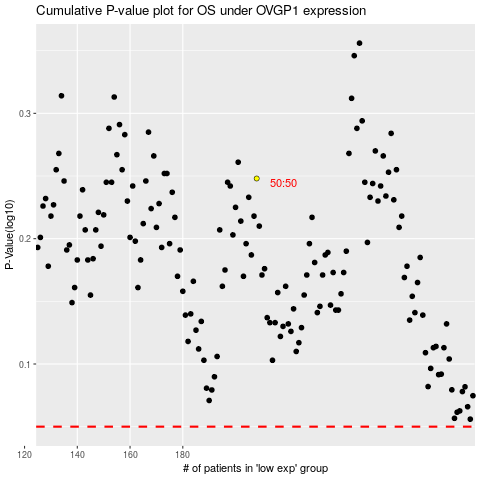 Cumulative P-value plot for OS under OVGP1 expression
0.3
50:50
0.2
P-Value(log10)
0.1
120 140 160 180
# of patients in 'low exp' group